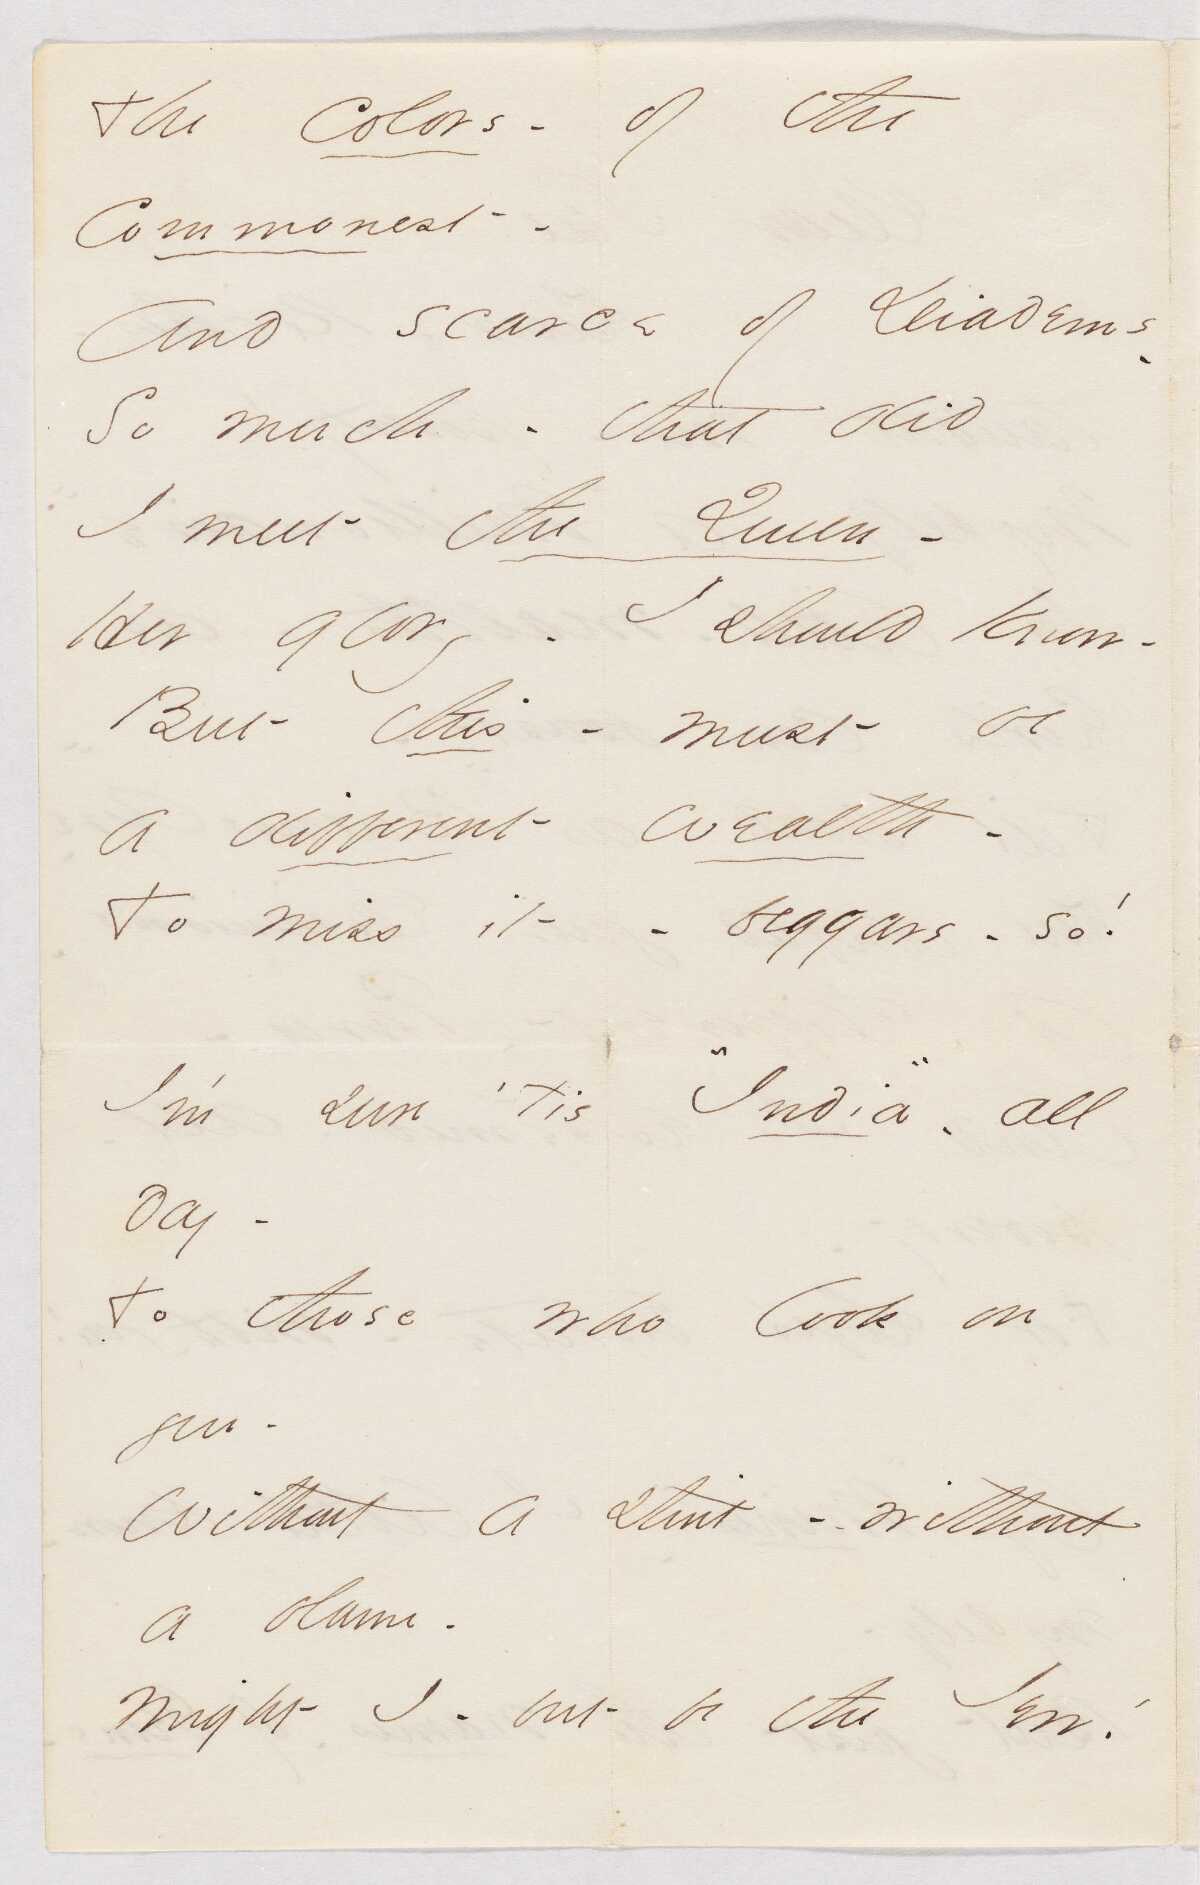 The Colors - of the
Commonest -
And scarce of Diadems -
So much - that did
I meet the Queen -
Her glory - I should know -
But this - must be
a different wealth -
To miss it - beggars - so!
I'm sure 'tis "India" - all
Day -
To those who look on
you -
Without a stint - without
a blame -
Might I - but be the Jew!